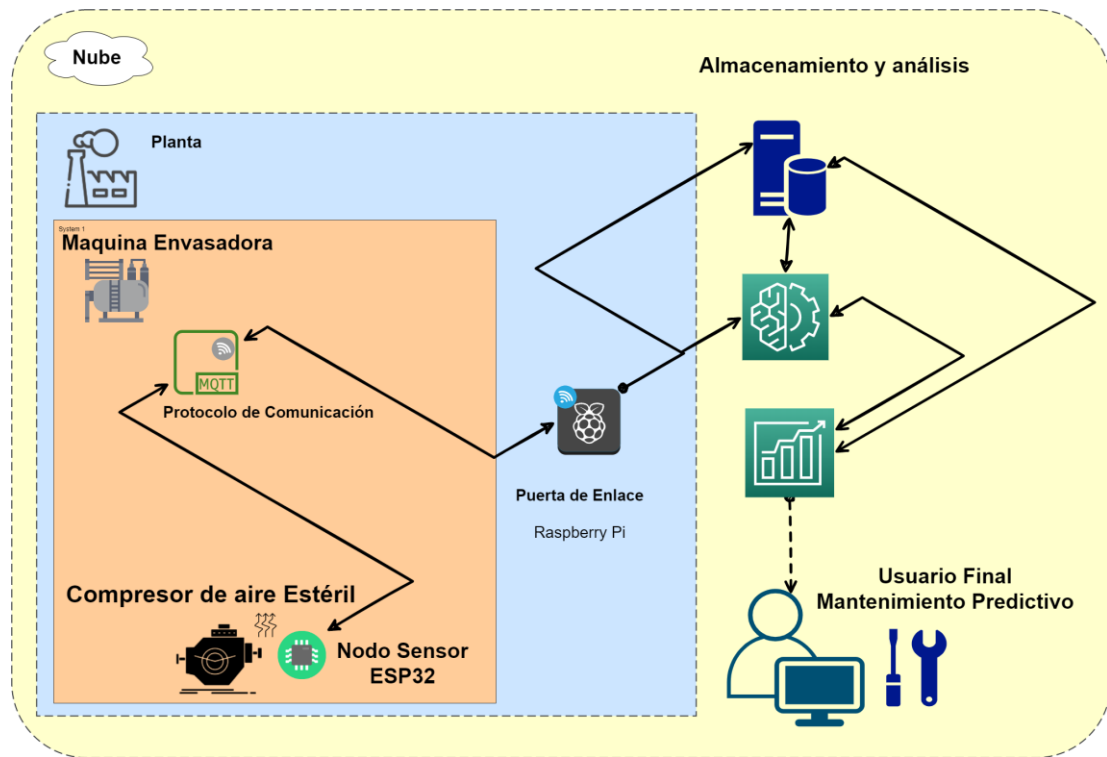 Nube
Almacenamiento y análisis
Planta
System 1
Maquina Envasadora
MQTT
Protocolo de Comunicación
Puerta de Enlace
Raspberry Pi
Compresor de aire Estéril
Nodo Sensor
ESP32
Usuario Final
Mantenimiento Predictivo